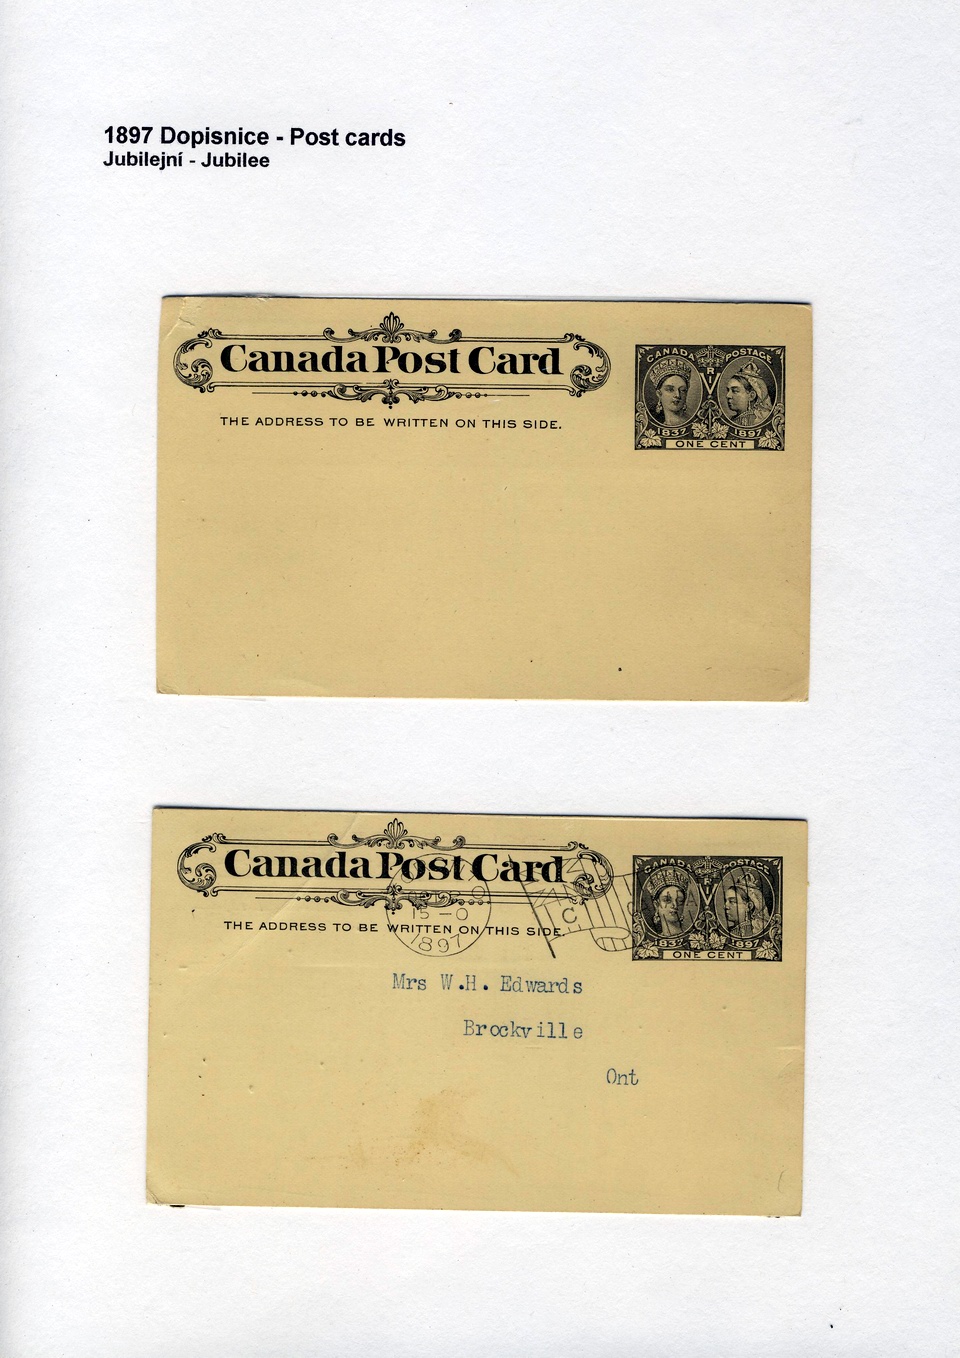 1897 Dopisnice - Post cards
Jubilejní - Jubilee
Canada Post Card
THE ADDRESS TO BE WRITTEN ON THIS SIDE.
CANADA POSTAGE
V R
1837 1897
ONE CENT
Canada Post Card
THE ADDRESS TO BE WRITTEN ON THIS SIDE.
15 - 0
1897
CANADA POSTAGE
1837 1897
ONE CENT
Mrs W.H. Edwards
Brockville
Ont